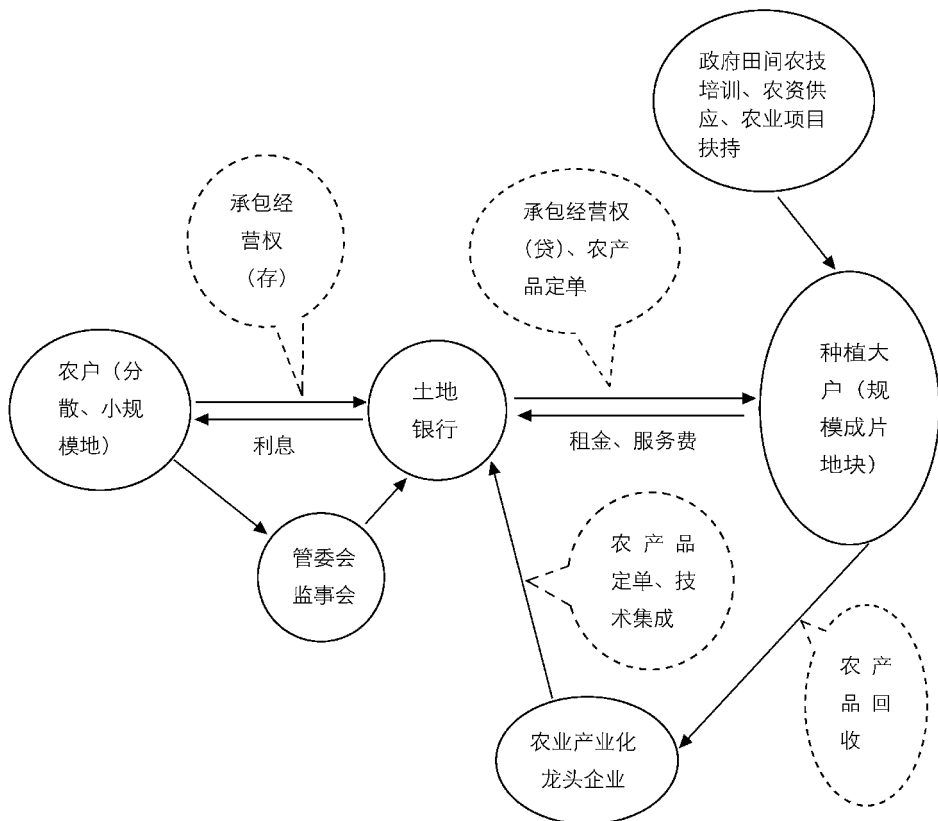 政府田间农技
培训、农资供
应、农业项目
扶持
承包经
营权
（存）
承包经营权
（贷）、农产
品定单
农户（分
散、小规
模地）
土地
银行
种植大
户（规
模成片
地块）
利息
租金、服务费
管委会
监事会
农 产 品
定单、技
术集成
农 产
品 回
收
农业产业化
龙头企业